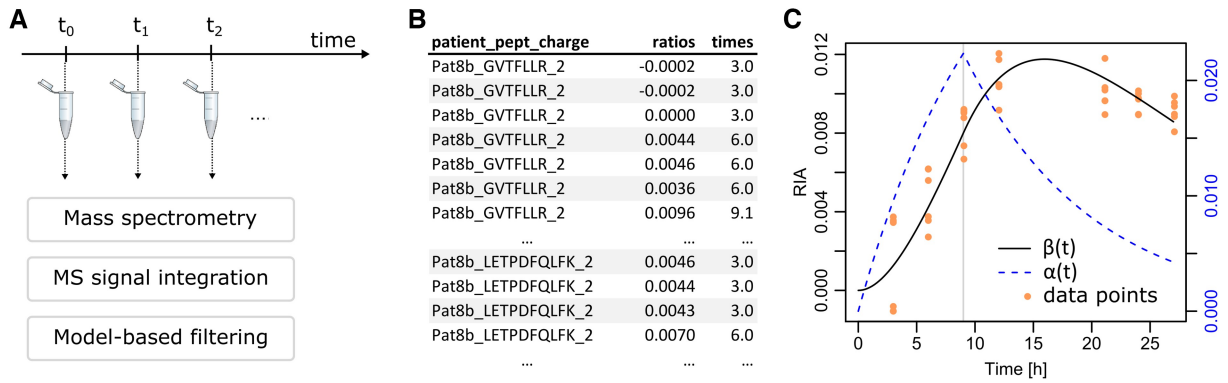 A
t0 t1 t2
time
....
Mass spectrometry
MS signal integration
Model-based filtering
B
patient_pept_charge ratios times
Pat8b_GVTFLLR_2 -0.0002 3.0
Pat8b_GVTFLLR_2 -0.0002 3.0
Pat8b_GVTFLLR_2 0.0000 3.0
Pat8b_GVTFLLR_2 0.0044 6.0
Pat8b_GVTFLLR_2 0.0046 6.0
Pat8b_GVTFLLR_2 0.0036 6.0
Pat8b_GVTFLLR_2 0.0096 9.1
... ... ...
Pat8b_LETPDFQLFK_2 0.0046 3.0
Pat8b_LETPDFQLFK_2 0.0044 3.0
Pat8b_LETPDFQLFK_2 0.0043 3.0
Pat8b_LETPDFQLFK_2 0.0070 6.0
... ... ...
C
RIA
0.012
0.008
0.004
0.000
β(t)
α(t)
data points
0.020
0.010
0.000
0 5 10 15 20 25
Time [h]